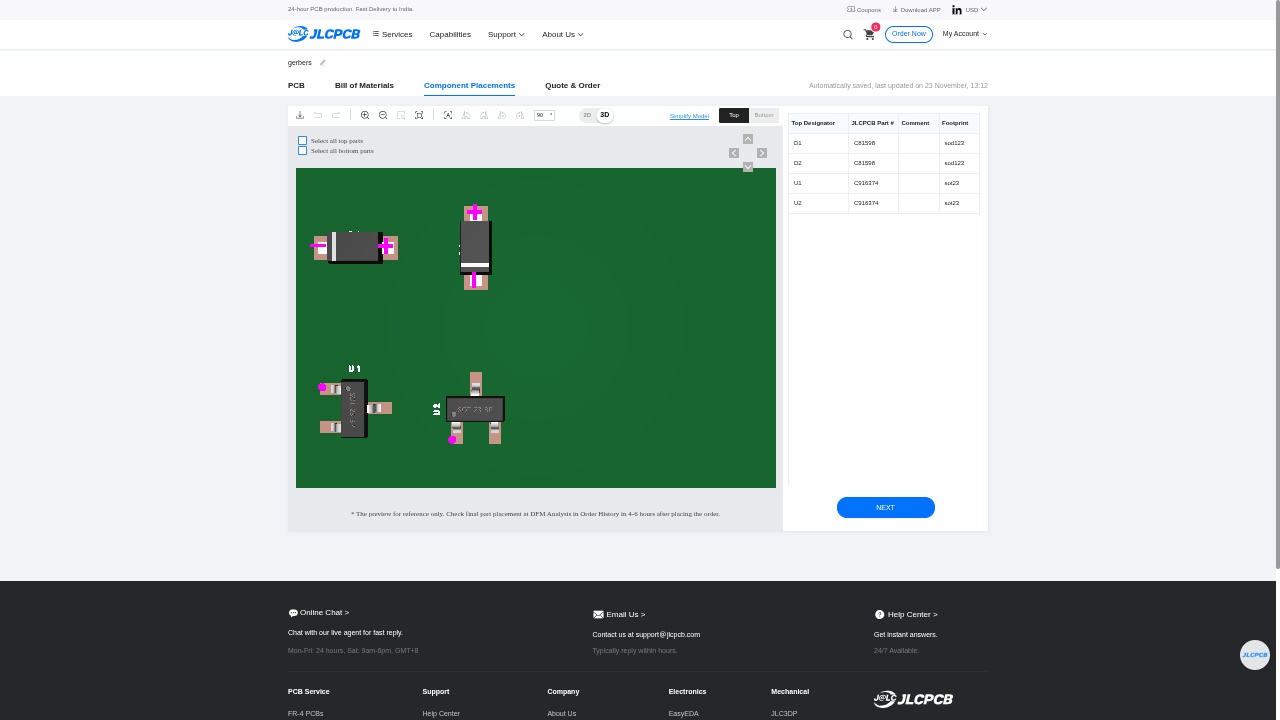 24-hour PCB production. Fast Delivery to India.
Coupons
Download APP
in
USD
J@LC JLCPCB
Services
Capabilities
Support
About Us
0
Order Now
My Account
gerbers
PCB
Bill of Materials
Component Placements
Quote & Order
Automatically saved, last updated on 23 November, 13:12
90
2D
3D
Simplify Model
Top
Bottom
Select all top parts
Select all bottom parts
Top Designator JLCPCB Part # Comment Footprint
D1 C81598 sod123
D2 C81598 sod123
U1 C916374 sot23
U2 C916374 sot23
U1
U2
SOT 23-3P
NEXT
* The preview for reference only. Check final part placement at DFM Analysis in Order History in 4-6 hours after placing the order.
Online Chat >
Chat with our live agent for fast reply.
Mon-Fri: 24 hours, Sat: 9am-6pm, GMT+8
Email Us >
Contact us at support@jlcpcb.com
Typically reply within hours.
Help Center >
Get instant answers.
24/7 Available.
JLCPCB
PCB Service
Support
Company
Electronics
Mechanical
J@LC JLCPCB
FR-4 PCBs
Help Center
About Us
EasyEDA
JLC3DP